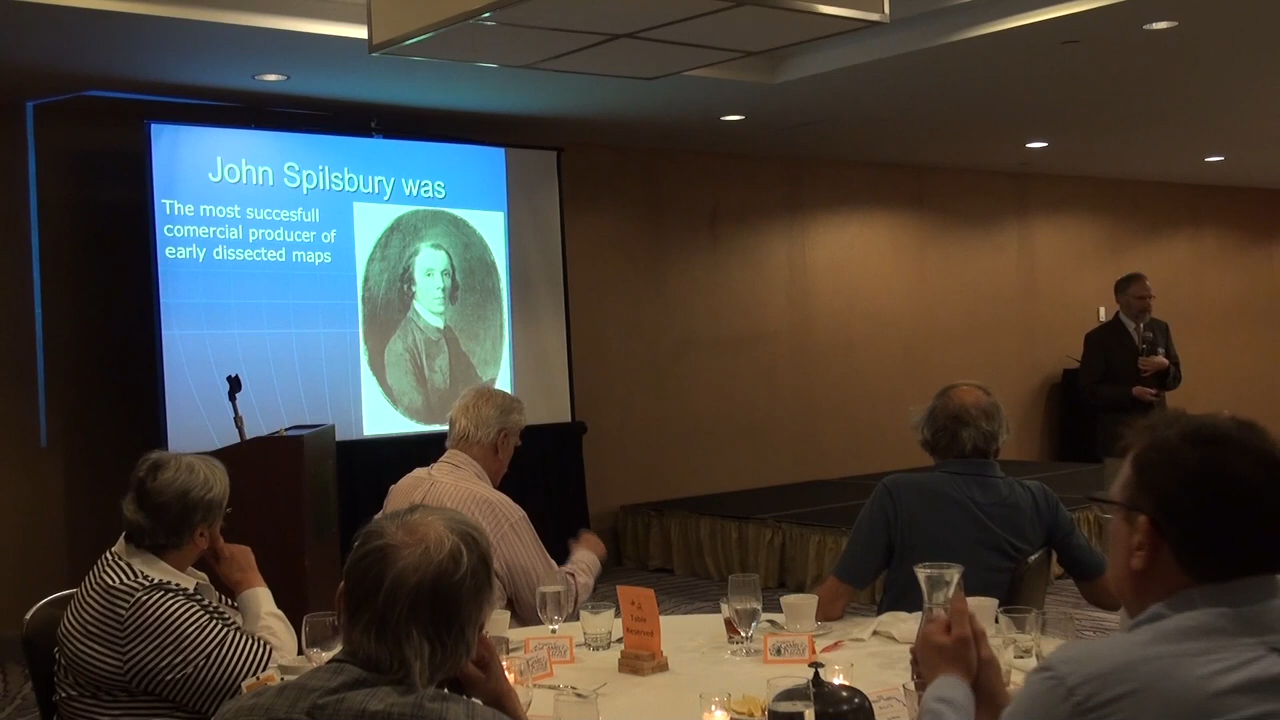 John Spilsbury was
The most succesfull
comercial producer of
early dissected maps
Table
Reserved